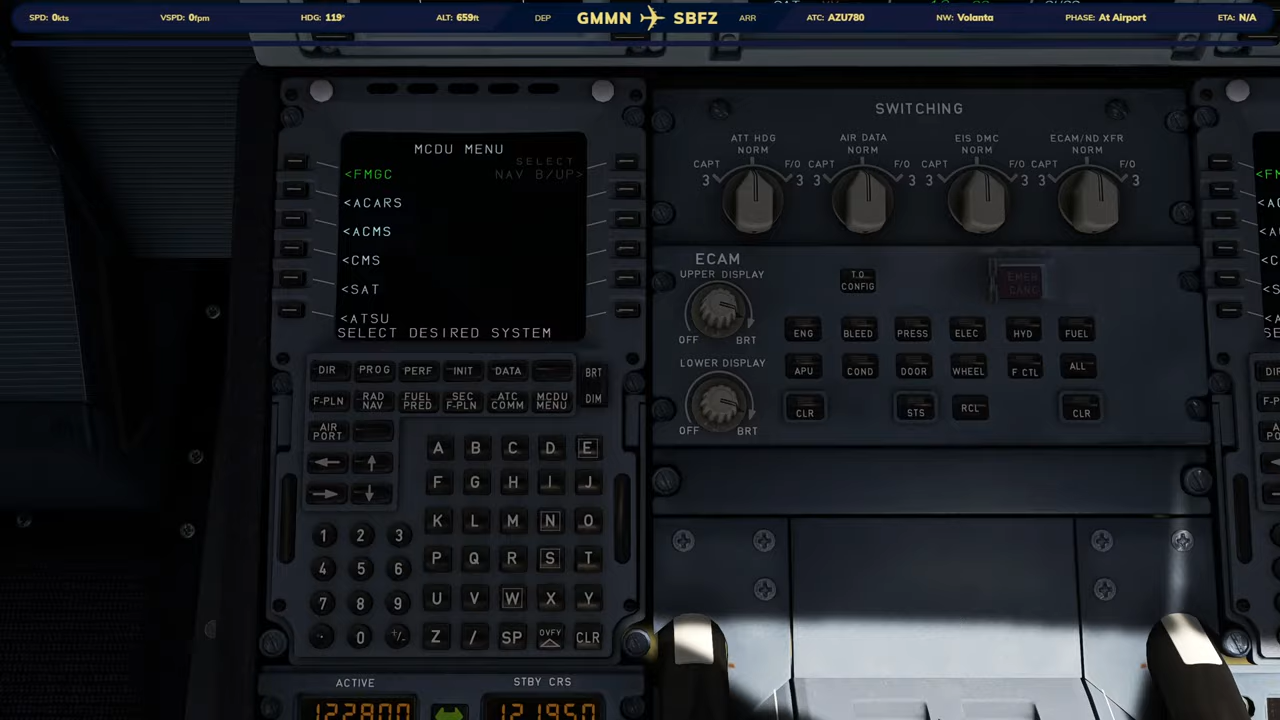 SPD: 0kts VSPD: 0fpm HDG: 119° ALT: 659ft DEP GMMN SBFZ ARR ATC: AZU780 NW: Volanta PHASE: At Airport ETA: N/A
MCDU MENU
SELECT
<FMGC NAV B/UP>
<ACARS
<ACMS
<CMS
<SAT
<ATSU
SELECT DESIRED SYSTEM
DIR PROG PERF INIT DATA
BRT
DIM
F-PLN RAD NAV FUEL PRED SEC F-PLN ATC COMM MCDU MENU
AIR PORT
A B C D E
F G H I J
K L M N O
P Q R S T
U V W X Y
Z / SP OVFY CLR
1 2 3
4 5 6
7 8 9
. 0 +/-
ACTIVE STBY CRS
122800 121950
SWITCHING
ATT HDG AIR DATA EIS DMC ECAM/ND XFR
NORM NORM NORM NORM
CAPT F/O CAPT F/O CAPT F/O CAPT F/O
3 3 3 3 3 3 3 3
ECAM
UPPER DISPLAY
OFF BRT
LOWER DISPLAY
OFF BRT
T.O CONFIG
EMER CANC
ENG BLEED PRESS ELEC HYD FUEL
APU COND DOOR WHEEL F CTL ALL
CLR STS RCL CLR
<FM
DIR